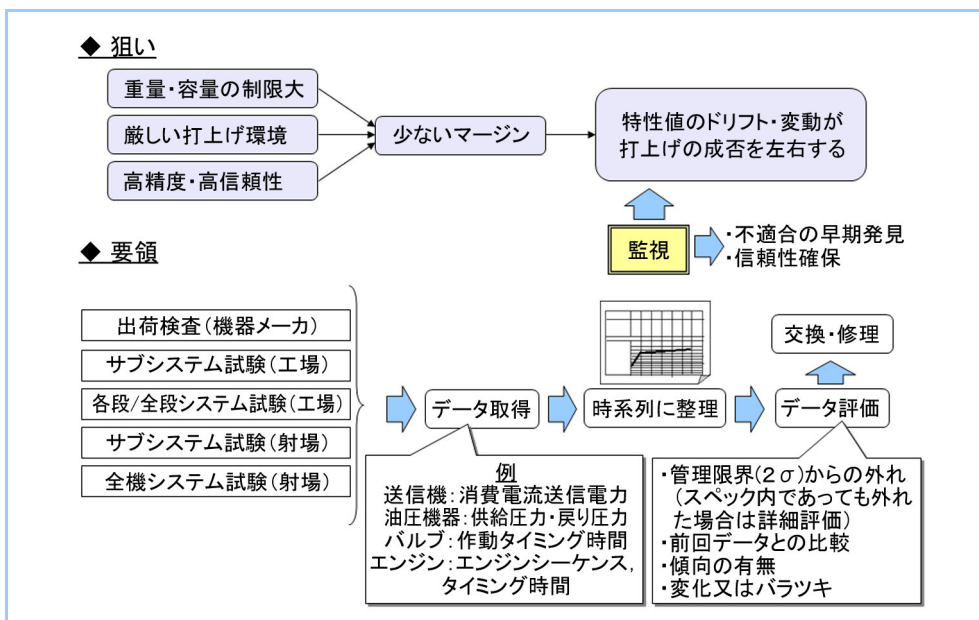 ◆ 狙い
重量・容量の制限大
厳しい打上げ環境
高精度・高信頼性
少ないマージン
特性値のドリフト・変動が
打上げの成否を左右する
監視
・不適合の早期発見
・信頼性確保
◆ 要領
出荷検査(機器メーカ)
サブシステム試験(工場)
各段/全段システム試験(工場)
サブシステム試験(射場)
全機システム試験(射場)
データ取得
時系列に整理
データ評価
交換・修理
例
送信機:消費電流送信電力
油圧機器:供給圧力・戻り圧力
バルブ:作動タイミング時間
エンジン:エンジンシーケンス,
タイミング時間
・管理限界(2σ)からの外れ
(スペック内であっても外れ
た場合は詳細評価)
・前回データとの比較
・傾向の有無
・変化又はバラツキ